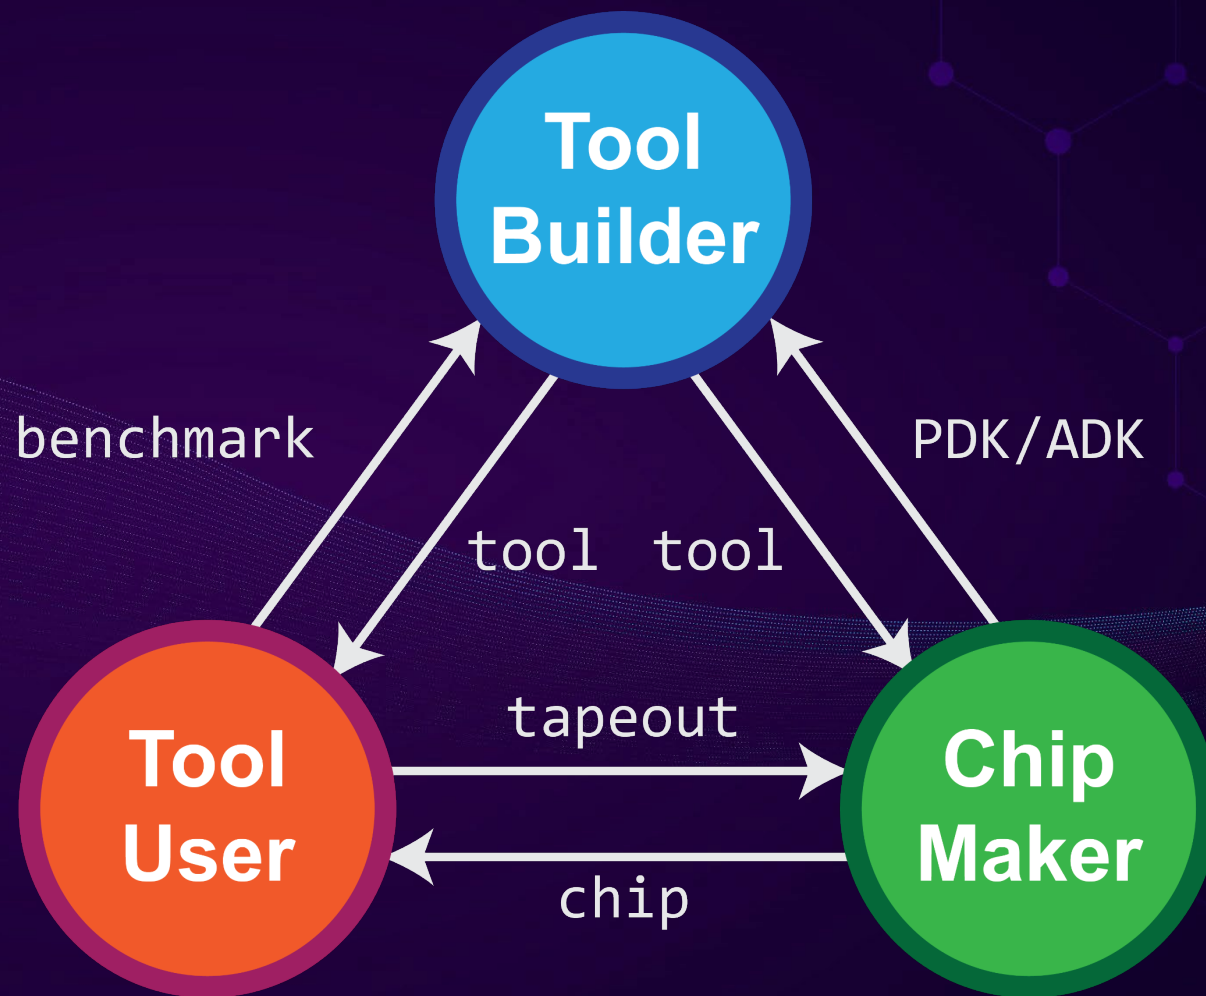 Tool
Builder
benchmark
PDK/ADK
tool tool
tapeout
Tool
User
Chip
Maker
chip